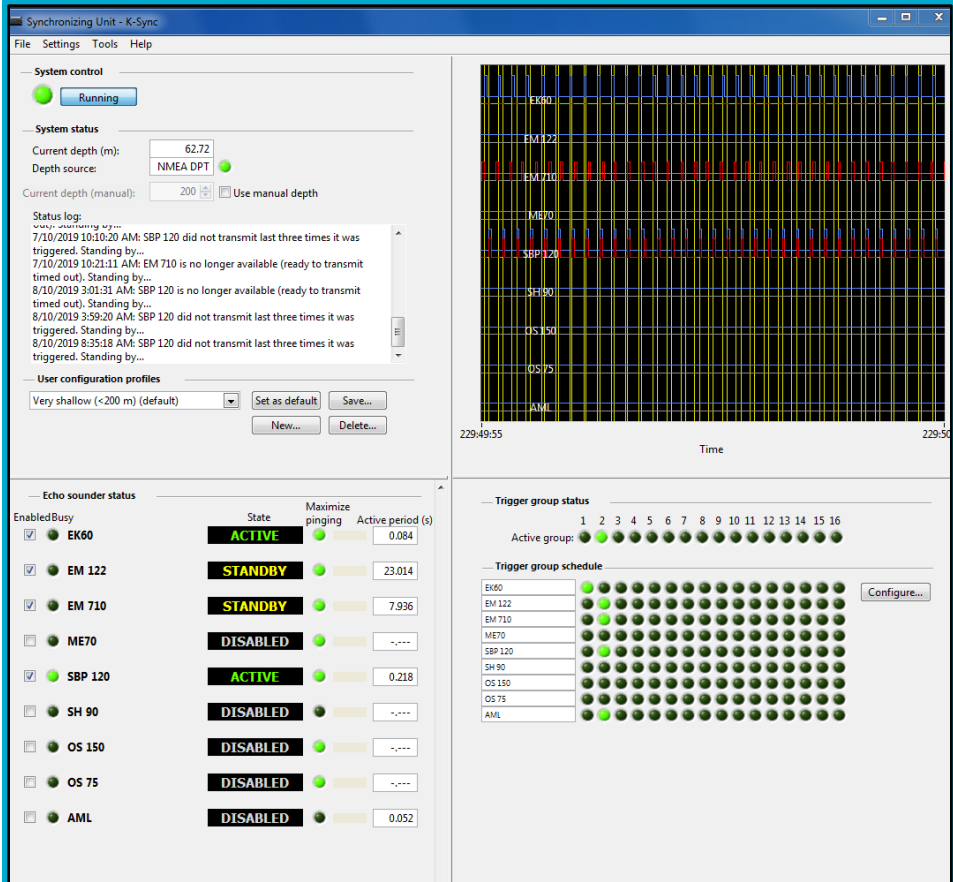 Synchronizing Unit - K-Sync
File Settings Tools Help
System control
Running
System status
Current depth (m): 62.72
Depth source: NMEA DPT
Current depth (manual): 200 Use manual depth
Status log:
out). Standing by...
7/10/2019 10:10:20 AM: SBP 120 did not transmit last three times it was
triggered. Standing by...
7/10/2019 10:21:11 AM: EM 710 is no longer available (ready to transmit
timed out). Standing by...
8/10/2019 3:01:31 AM: SBP 120 is no longer available (ready to transmit
timed out). Standing by...
8/10/2019 3:59:20 AM: SBP 120 did not transmit last three times it was
triggered. Standing by...
8/10/2019 8:35:18 AM: SBP 120 did not transmit last three times it was
triggered. Standing by...
User configuration profiles
Very shallow (<200 m) (default) Set as default Save...
New... Delete...
EK60
EM 122
EM 710
ME70
SBP 120
SH 90
OS 150
OS 75
AML
229:49:55 229:50
Time
Echo sounder status
Enabled Busy State Maximize pinging Active period (s)
EK60 ACTIVE 0.084
EM 122 STANDBY 23.014
EM 710 STANDBY 7.936
ME70 DISABLED -.---
SBP 120 ACTIVE 0.218
SH 90 DISABLED -.---
OS 150 DISABLED -.---
OS 75 DISABLED -.---
AML DISABLED 0.052
Trigger group status
1 2 3 4 5 6 7 8 9 10 11 12 13 14 15 16
Active group:
Trigger group schedule
EK60
EM 122
EM 710
ME70
SBP 120
SH 90
OS 150
OS 75
AML
Configure...